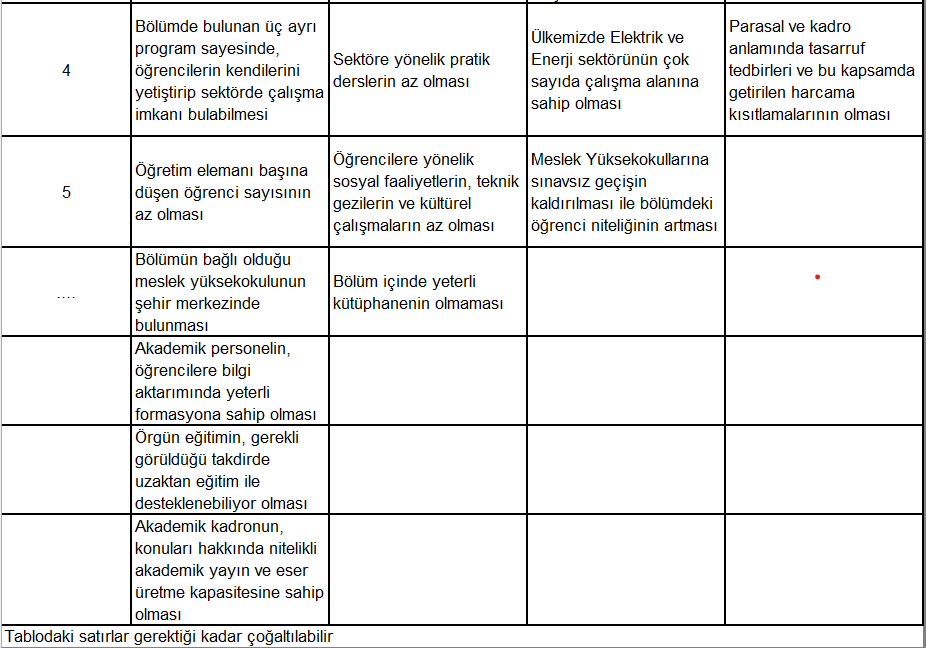 4
Bölümde bulunan üç ayrı
program sayesinde,
öğrencilerin kendilerini
yetiştirip sektörde çalışma
imkanı bulabilmesi
Sektöre yönelik pratik
derslerin az olması
Ülkemizde Elektrik ve
Enerji sektörünün çok
sayıda çalışma alanına
sahip olması
Parasal ve kadro
anlamında tasarruf
tedbirleri ve bu kapsamda
getirilen harcama
kısıtlamalarının olması
5
Öğretim elemanı başına
düşen öğrenci sayısının
az olması
Öğrencilere yönelik
sosyal faaliyetlerin, teknik
gezilerin ve kültürel
çalışmaların az olması
Meslek Yüksekokullarına
sınavsız geçişin
kaldırılması ile bölümdeki
öğrenci niteliğinin artması
....
Bölümün bağlı olduğu
meslek yüksekokulunun
şehir merkezinde
bulunması
Bölüm içinde yeterli
kütüphanenin olmaması
Akademik personelin,
öğrencilere bilgi
aktarımında yeterli
formasyona sahip olması
Örgün eğitimin, gerekli
görüldüğü takdirde
uzaktan eğitim ile
desteklenebiliyor olması
Akademik kadronun,
konuları hakkında nitelikli
akademik yayın ve eser
üretme kapasitesine sahip
olması
Tablodaki satırlar gerektiği kadar çoğaltılabilir